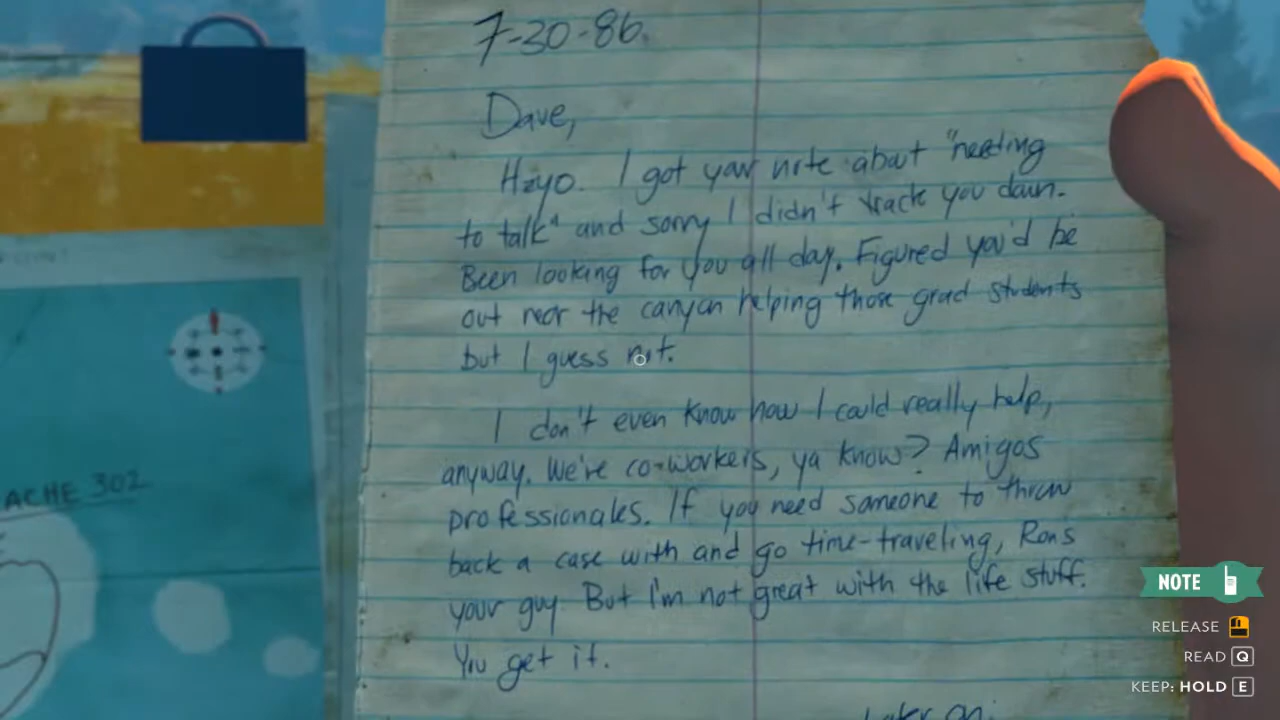 7-30-86.
Dave,
Heyo. I got your note about "needing
to talk" and sorry I didn't track you down.
Been looking for you all day. Figured you'd be
out near the canyon helping those grad students
but I guess not.
I don't even know how I could really help,
anyway. We're co-workers, ya know? Amigos
professionales. If you need someone to throw
back a case with and go time-traveling, Ron's
your guy. But I'm not great with the life stuff.
You get it.
Later on,
ACHE 302
NOTE
RELEASE
READ Q
KEEP: HOLD E